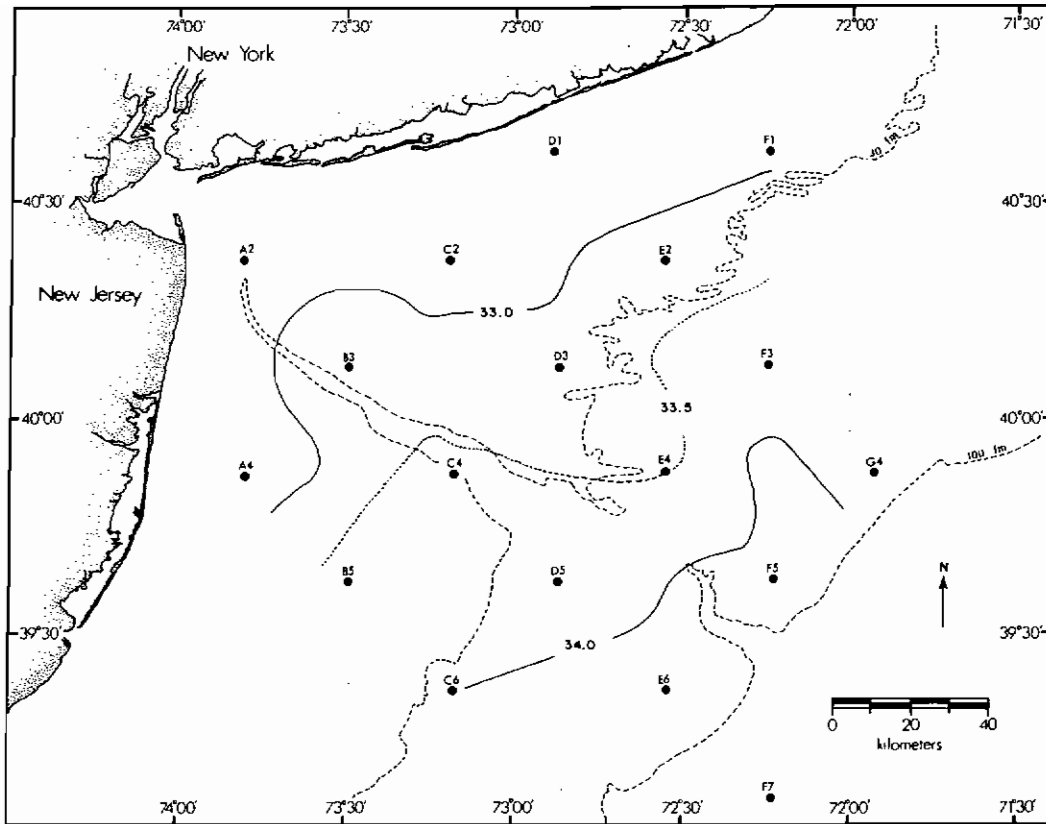 74°00' 73°30' 73°00' 72°30' 72°00' 71°30'
New York
D1 F1
40 fm
40°30' 40°30'
A2 C2 E2
New Jersey
33.0
B3 D3 F3
33.5
40°00' 40°00'
100 fm
A4 C4 E4 G4
B5 D5 F5
N
39°30' 39°30'
34.0
C6 E6
0 20 40
kilometers
F7
74°00' 73°30' 73°00' 72°30' 72°00' 71°30'